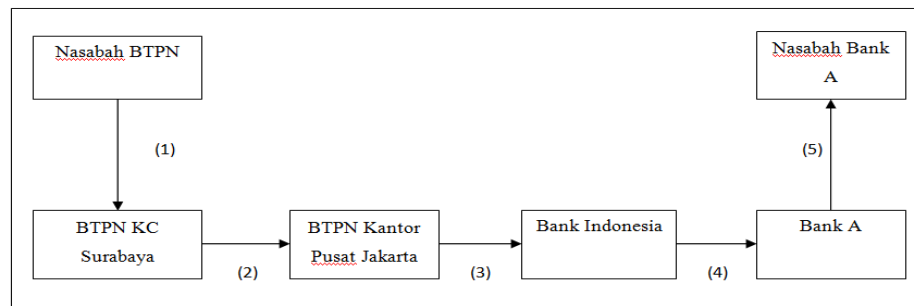 Nasabah BTPN
Nasabah Bank
A
(1)
(5)
BTPN KC
Surabaya
(2)
BTPN Kantor
Pusat Jakarta
(3)
Bank Indonesia
(4)
Bank A